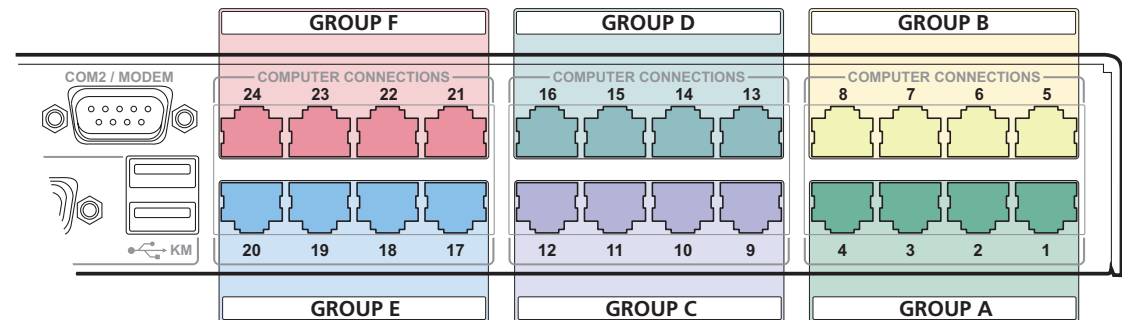 GROUP F GROUP D GROUP B
COM2 / MODEM COMPUTER CONNECTIONS COMPUTER CONNECTIONS COMPUTER CONNECTIONS
24 23 22 21 16 15 14 13 8 7 6 5
KM 20 19 18 17 12 11 10 9 4 3 2 1
GROUP E GROUP C GROUP A